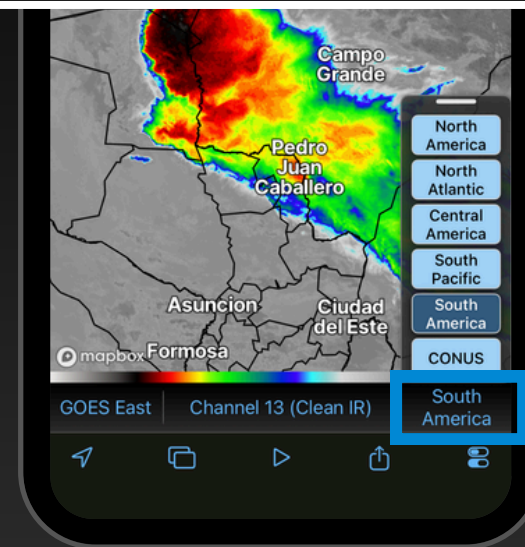 Campo
Grande
Pedro
Juan
Caballero
North
America
North
Atlantic
Central
America
South
Pacific
South
America
CONUS
Asuncion
Ciudad
del Este
mapbox
Formosa
GOES East
Channel 13 (Clean IR)
South
America